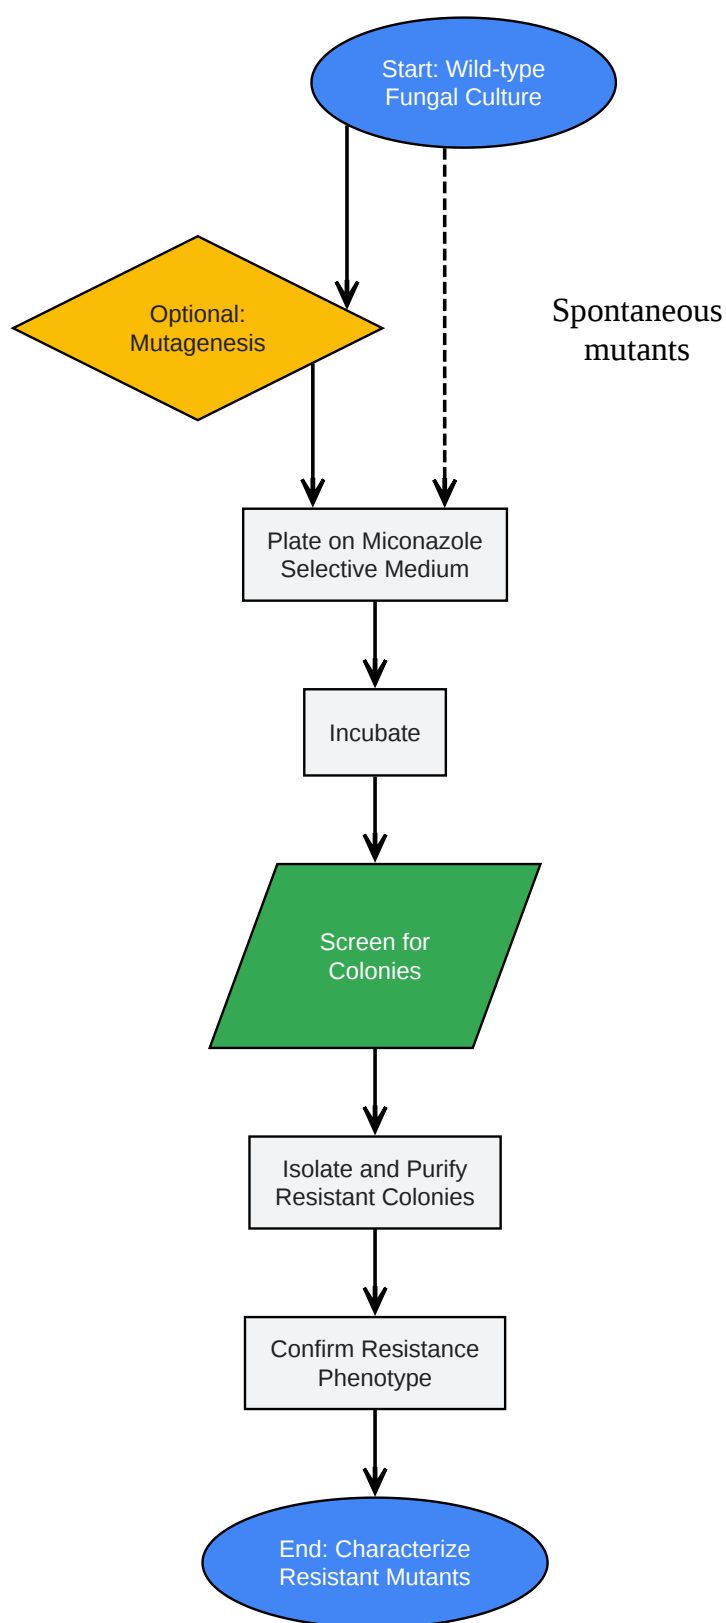 Start: Wild-type
Fungal Culture
Optional:
Mutagenesis
Spontaneous
mutants
Plate on Miconazole
Selective Medium
Incubate
Screen for
Colonies
Isolate and Purify
Resistant Colonies
Confirm Resistance
Phenotype
End: Characterize
Resistant Mutants